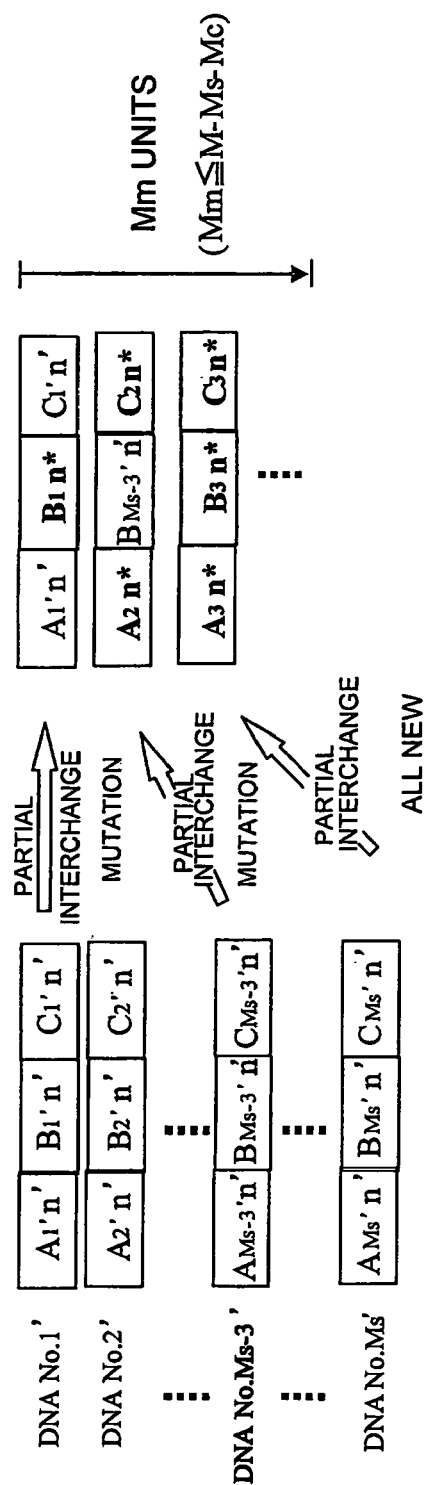 DNA No.1' A1' n' B1' n' C1' n'
DNA No.2' A2' n' B2' n' C2'' n'
DNA No.Ms-3' AMs-3' n' BMs-3' n' CMs-3' n'
DNA No.Ms' AMs' n' BMs' n' CMs' n'
PARTIAL
INTERCHANGE
MUTATION
PARTIAL
INTERCHANGE
MUTATION
PARTIAL
INTERCHANGE
ALL NEW
A1' n' B1 n* C1' n'
A2 n* BMs-3' n' C2 n*
A3 n* B3 n* C3 n*
Mm UNITS
(Mm≦M-Ms-Mc)